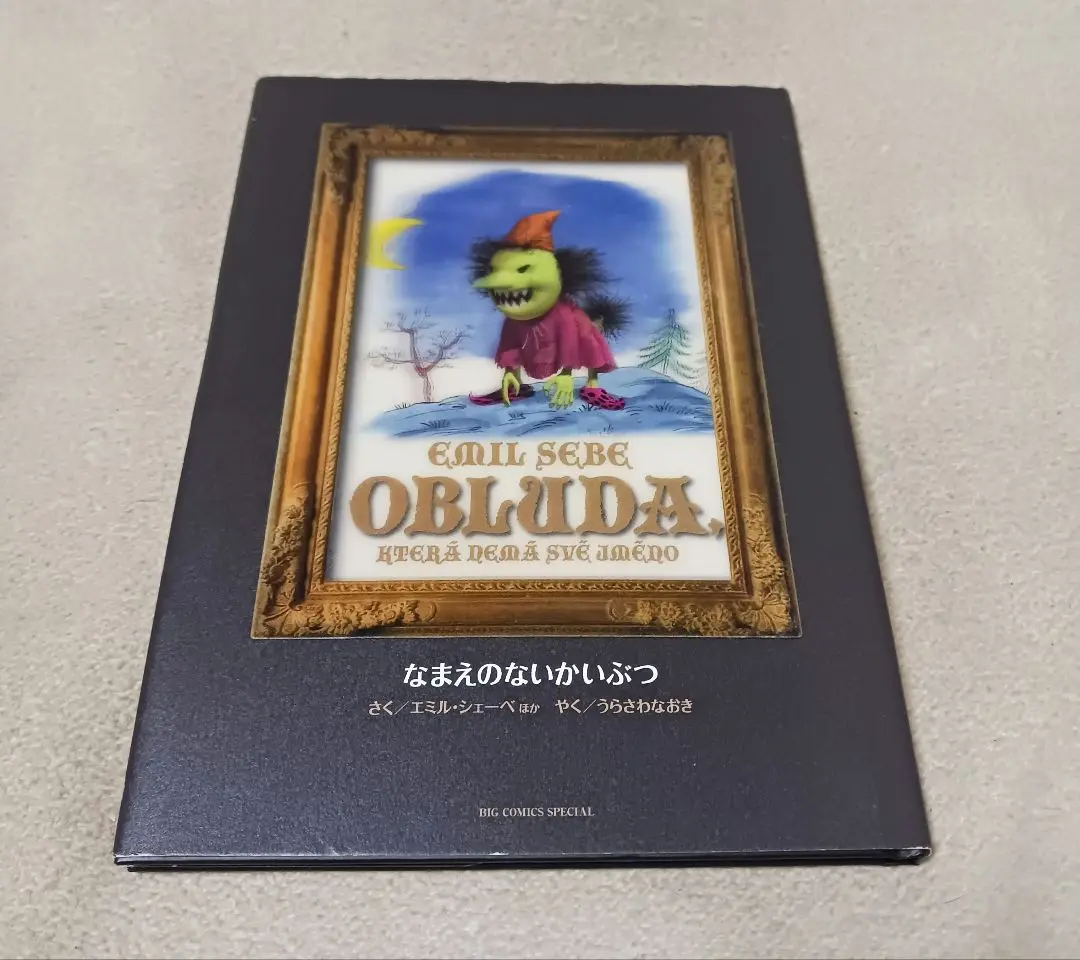 EMIL SEBE
OBLUDA,
KTERÁ NEMÁ SVÉ JMÉNO
なまえのないかいぶつ
さく／エミル・シェーベ ほか　やく／うらさわなおき
BIG COMICS SPECIAL